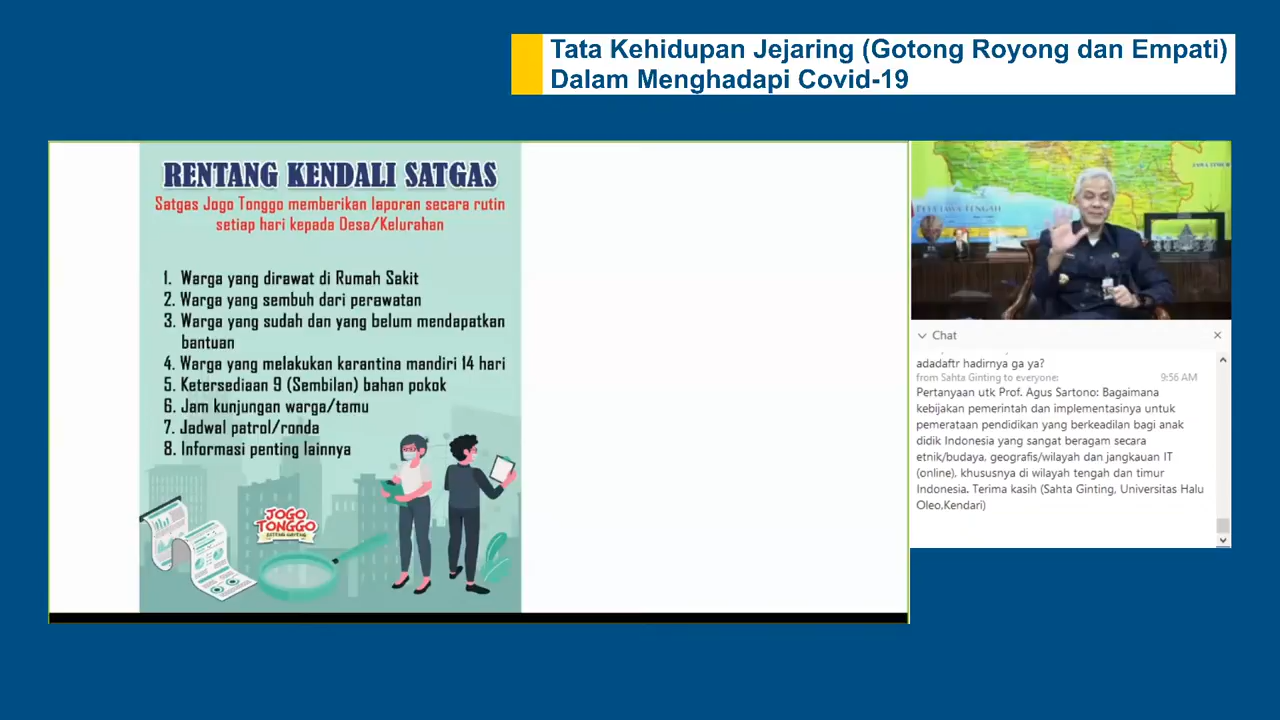 Tata Kehidupan Jejaring (Gotong Royong dan Empati)
Dalam Menghadapi Covid-19
RENTANG KENDALI SATGAS
Satgas Jogo Tonggo memberikan laporan secara rutin
setiap hari kepada Desa/Kelurahan
1. Warga yang dirawat di Rumah Sakit
2. Warga yang sembuh dari perawatan
3. Warga yang sudah dan yang belum mendapatkan
bantuan
4. Warga yang melakukan karantina mandiri 14 hari
5. Ketersediaan 9 (Sembilan) bahan pokok
6. Jam kunjungan warga/tamu
7. Jadwal patrol/ronda
8. Informasi penting lainnya
JOGO
TONGGO
JAWA TIMUR
JAWA TENGAH
Chat
adadaftr hadirnya ga ya?
from Sahta Ginting to everyone: 9:56 AM
Pertanyaan utk Prof. Agus Sartono: Bagaimana
kebijakan pemerintah dan implementasinya untuk
pemerataan pendidikan yang berkeadilan bagi anak
didik Indonesia yang sangat beragam secara
etnik/budaya, geografis/wilayah dan jangkauan IT
(online), khususnya di wilayah tengah dan timur
Indonesia. Terima kasih (Sahta Ginting, Universitas Halu
Oleo,Kendari)